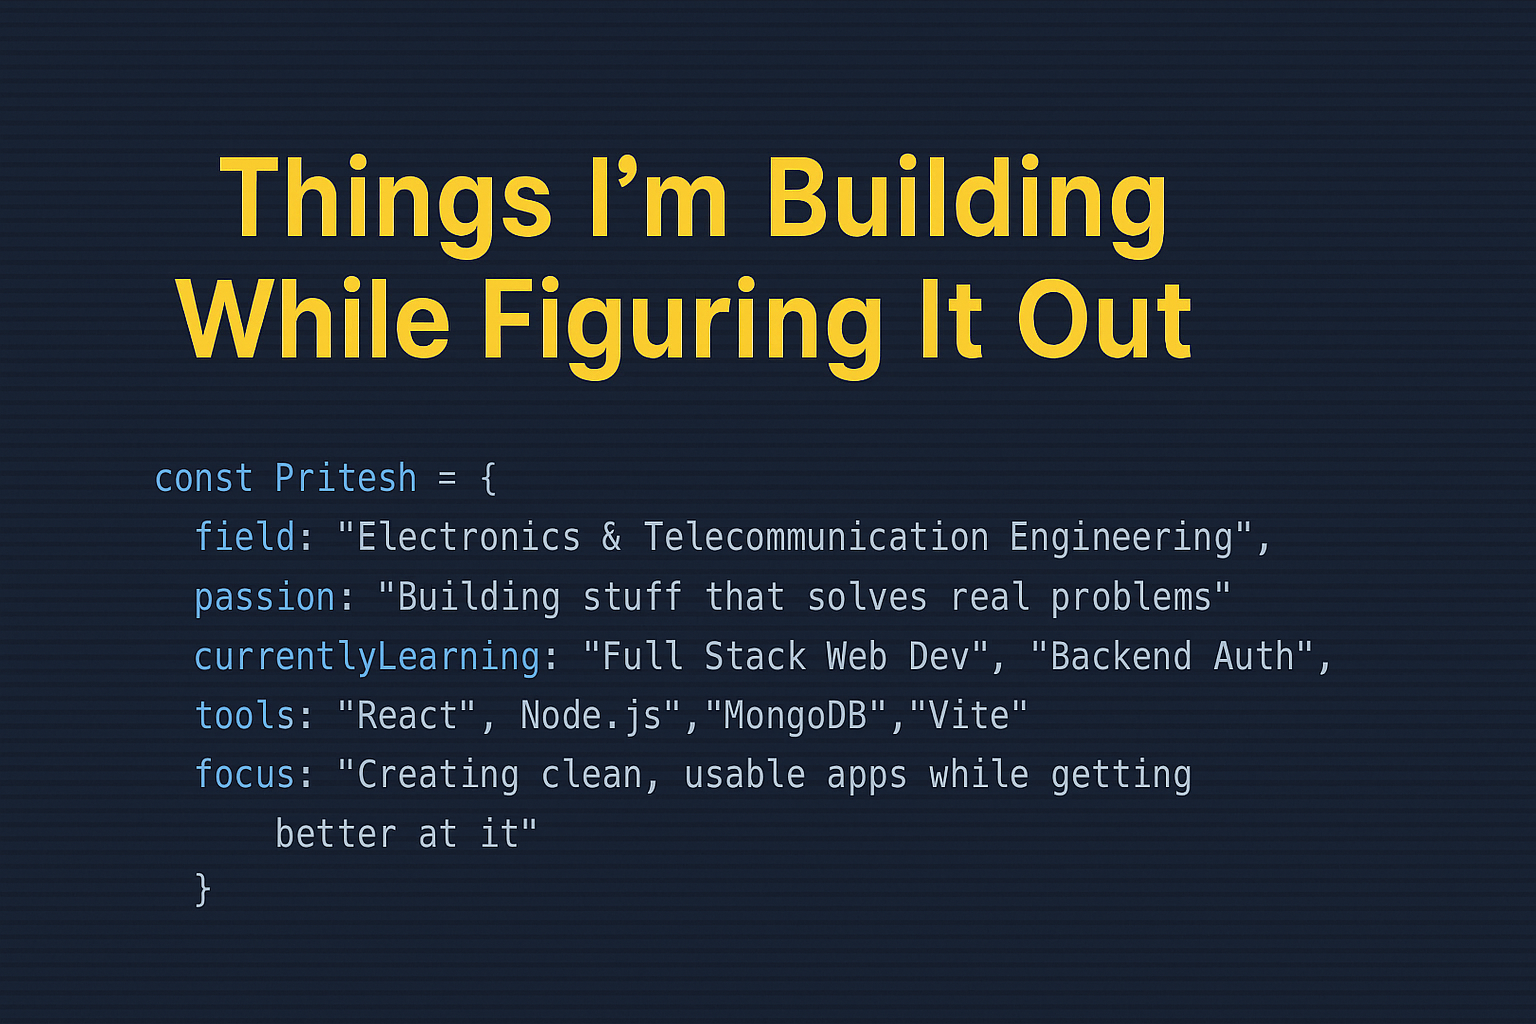 Things I’m Building
While Figuring It Out
const Pritesh = {
field: "Electronics & Telecommunication Engineering",
passion: "Building stuff that solves real problems"
currentlyLearning: "Full Stack Web Dev", "Backend Auth",
tools: "React", Node.js","MongoDB","Vite"
focus: "Creating clean, usable apps while getting
better at it"
}